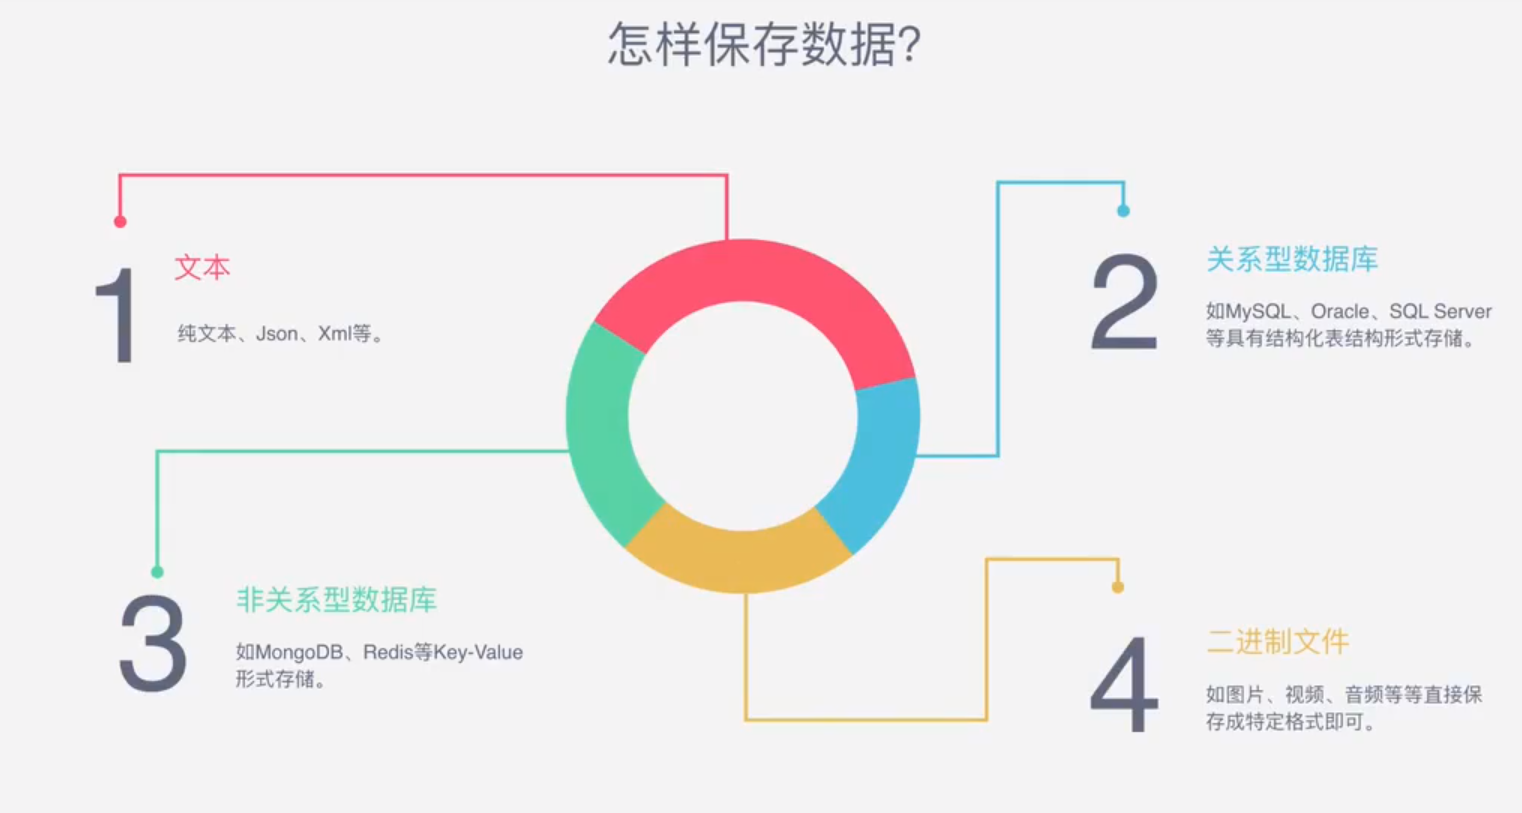 怎样保存数据?
1
文本
纯文本、Json、Xml等。
2
关系型数据库
如MySQL、Oracle、SQL Server
等具有结构化表结构形式存储。
3
非关系型数据库
如MongoDB、Redis等Key-Value
形式存储。
4
二进制文件
如图片、视频、音频等等直接保
存成特定格式即可。